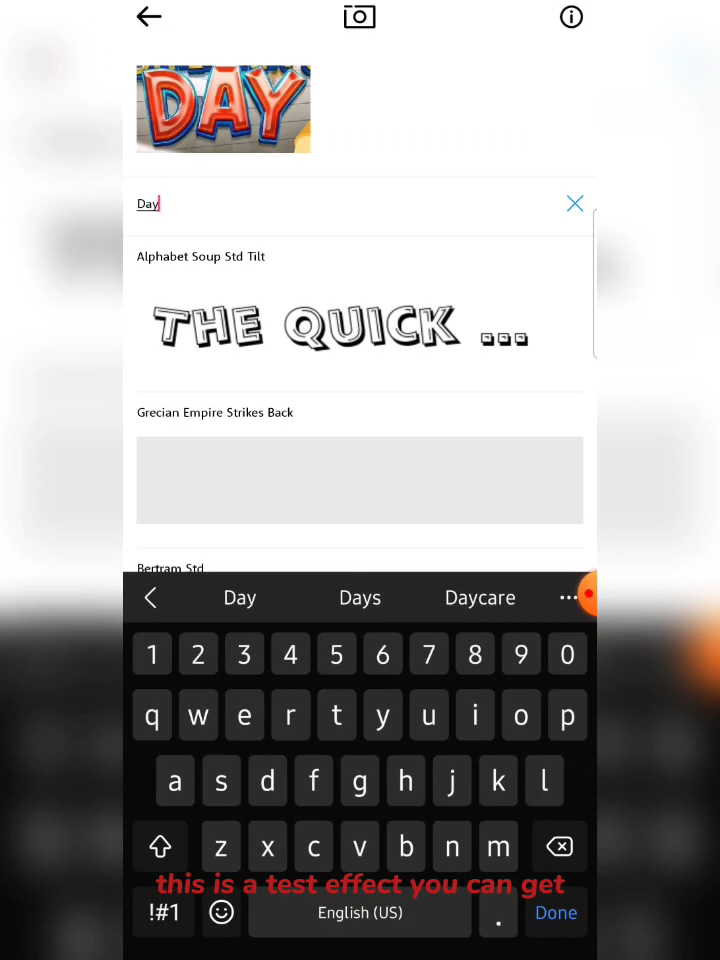 DAY
Day
Alphabet Soup Std Tilt
THE QUICK ...
Grecian Empire Strikes Back
Bertram Std
Day Days Daycare ...
1 2 3 4 5 6 7 8 9 0
q w e r t y u i o p
a s d f g h j k l
z x c v b n m
this is a test effect you can get
!#1 English (US) . Done